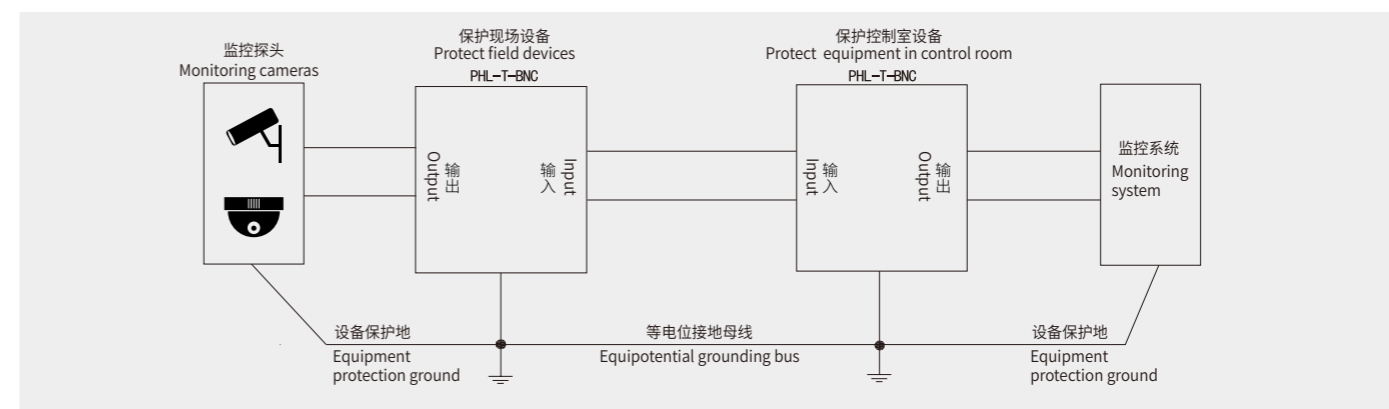 监控探头
Monitoring cameras
保护现场设备
Protect field devices
PHL-T-BNC
保护控制室设备
Protect equipment in control room
PHL-T-BNC
输出
Output
输入
Input
输入
Input
输出
Output
监控系统
Monitoring
system
设备保护地
Equipment
protection ground
等电位接地母线
Equipotential grounding bus
设备保护地
Equipment
protection ground